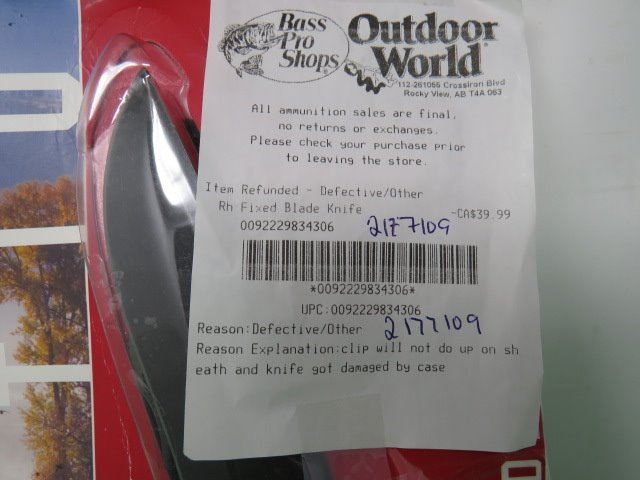 Bass Pro Shops
Outdoor World
112-261055 Crossiron Blvd
Rocky View, AB T4A 0G3
All ammunition sales are final,
no returns or exchanges.
Please check your purchase prior
to leaving the store.
Item Refunded - Defective/Other
Rh Fixed Blade Knife -CA$39.99
0092229834306 2177109
*0092229834306*
UPC:0092229834306
Reason:Defective/Other 2177109
Reason Explanation:clip will not do up on sh
eath and knife got damaged by case